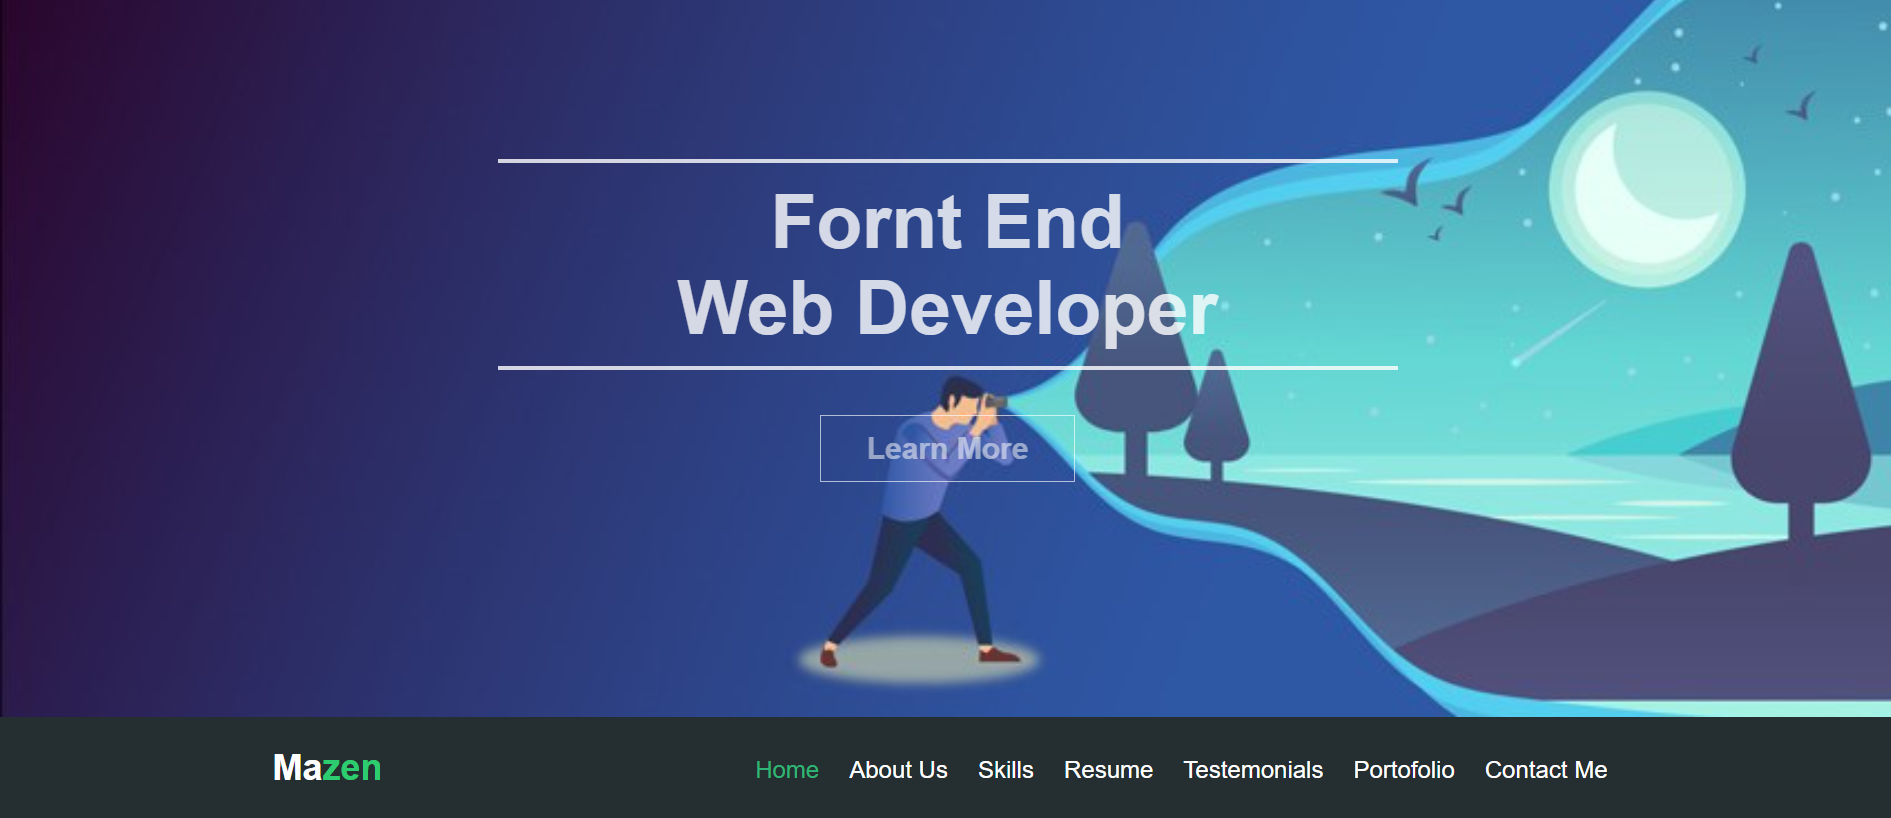 Fornt End
Web Developer
Learn More
Mazen
Home About Us Skills Resume Testemonials Portofolio Contact Me